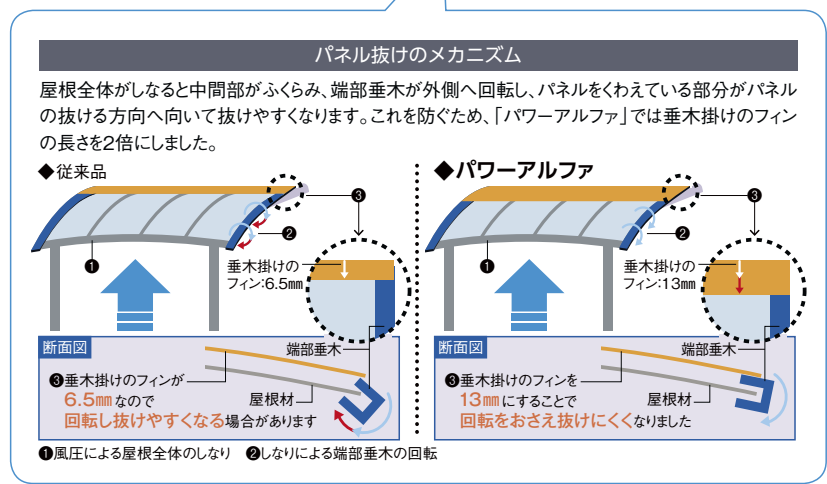 パネル抜けのメカニズム
屋根全体がしなると中間部がふくらみ、端部垂木が外側へ回転し、パネルをくわえている部分がパネル
の抜ける方向へ向いて抜けやすくなります。これを防ぐため、「パワーアルファ」では垂木掛けのフィン
の長さを2倍にしました。
◆従来品
❸
❷
❶
垂木掛けの
フィン:6.5㎜
断面図
端部垂木
❸垂木掛けのフィンが
6.5㎜なので
屋根材
回転し抜けやすくなる場合があります
◆パワーアルファ
❸
❷
❶
垂木掛けの
フィン:13㎜
断面図
端部垂木
❸垂木掛けのフィンを
13㎜にすることで
屋根材
回転をおさえ抜けにくくなりました
❶風圧による屋根全体のしなり ❷しなりによる端部垂木の回転